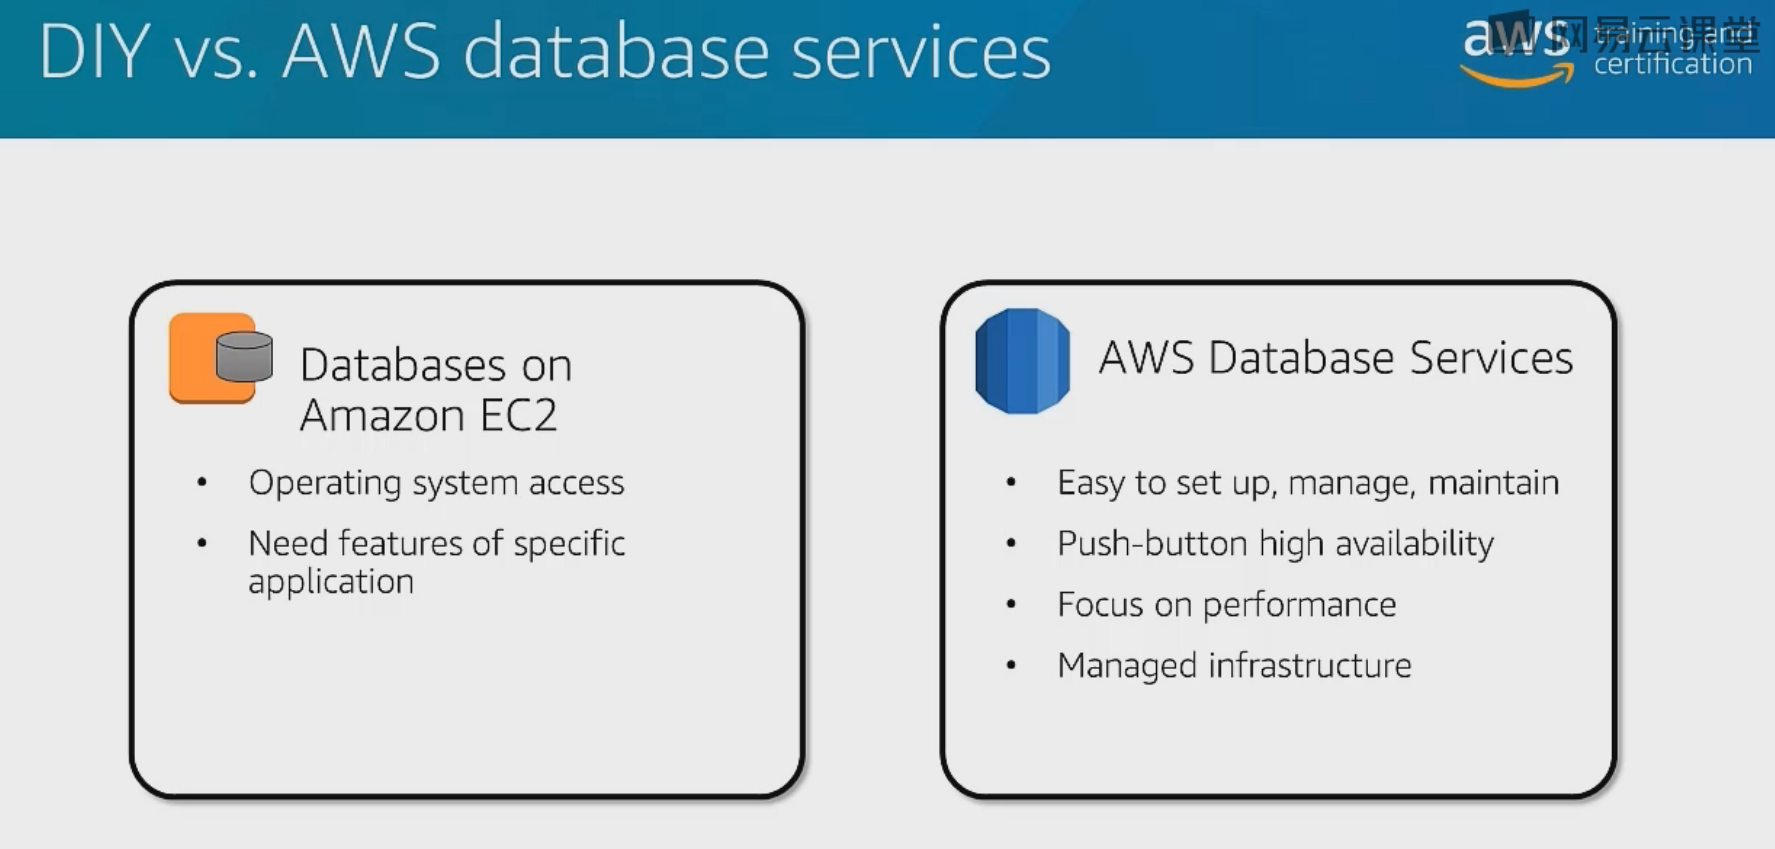 DIY vs. AWS database services
aws training and
certification
网易云课堂
Databases on
Amazon EC2
• Operating system access
• Need features of specific
application
AWS Database Services
• Easy to set up, manage, maintain
• Push-button high availability
• Focus on performance
• Managed infrastructure